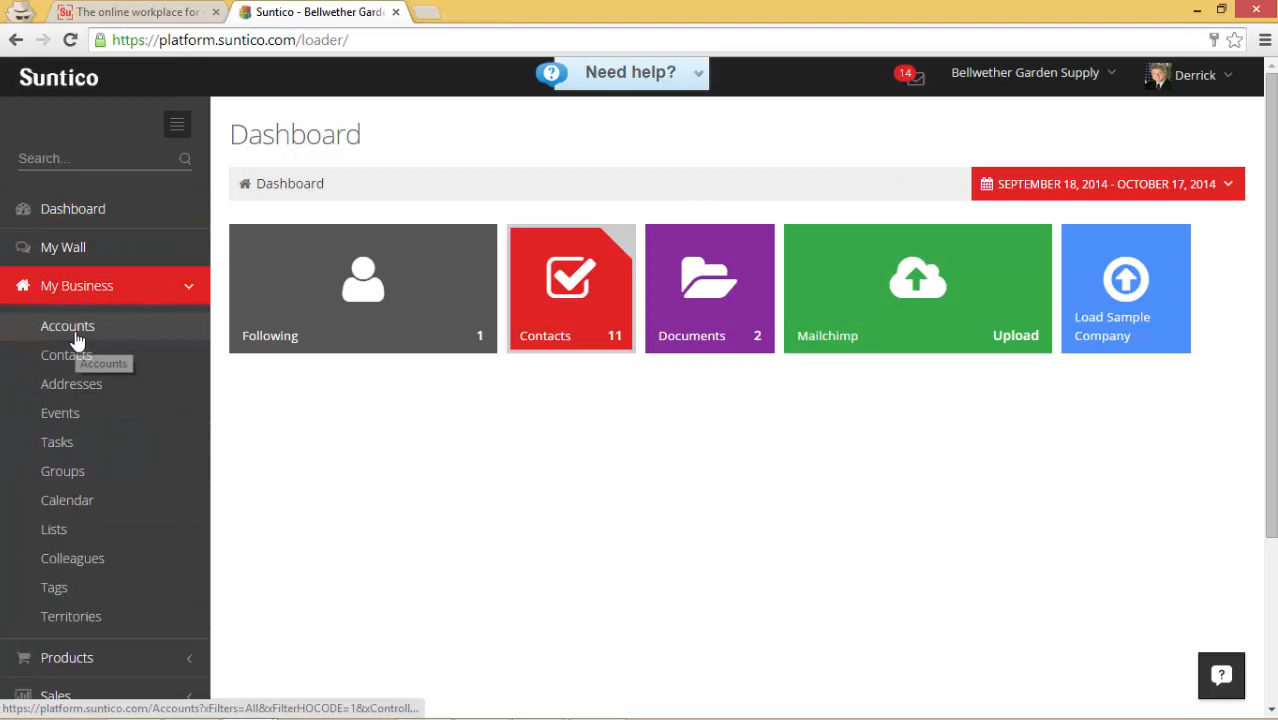 Su The online workplace for
Suntico - Bellwether Gard
https://platform.suntico.com/loader/
Suntico
Need help?
14
Bellwether Garden Supply
Derrick
Search...
Dashboard
My Wall
My Business
Accounts
Contacts
Accounts
Addresses
Events
Tasks
Groups
Calendar
Lists
Colleagues
Tags
Territories
Products
Sales
Dashboard
Dashboard
SEPTEMBER 18, 2014 - OCTOBER 17, 2014
Following 1
Contacts 11
Documents 2
Mailchimp Upload
Load Sample
Company
https://platform.suntico.com/Accounts?xFilters=All&xFilterHOCODE=1&xControll...